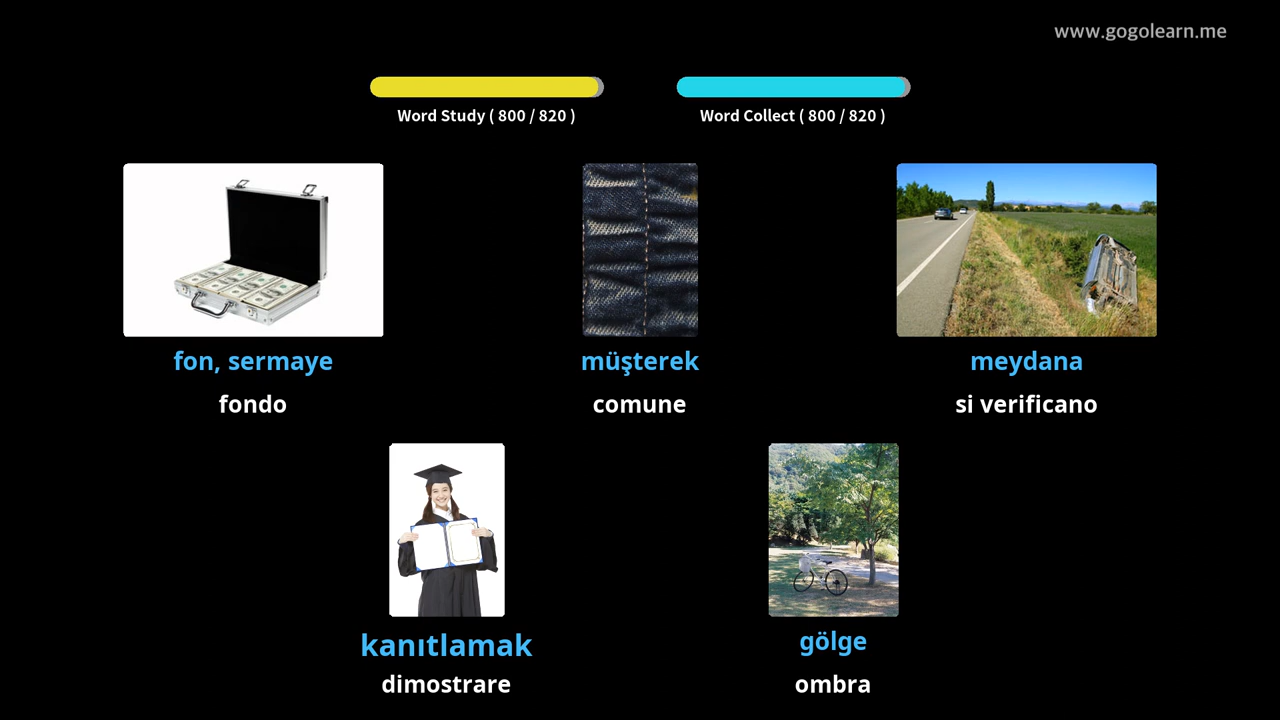 www.gogolearn.me
Word Study ( 800 / 820 )
Word Collect ( 800 / 820 )
fon, sermaye
müşterek
meydana
fondo
comune
si verificano
kanıtlamak
gölge
dimostrare
ombra